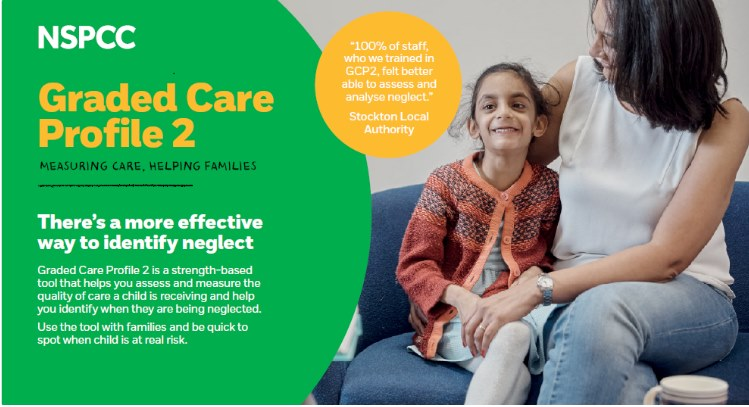 NSPCC
Graded Care
Profile 2
MEASURING CARE, HELPING FAMILIES
There's a more effective
way to identify neglect
Graded Care Profile 2 is a strength-based
tool that helps you assess and measure the
quality of care a child is receiving and help
you identify when they are being neglected.
Use the tool with families and be quick to
spot when child is at real risk.
"100% of staff,
who we trained in
GCP2, felt better
able to assess and
analyse neglect."
Stockton Local
Authority